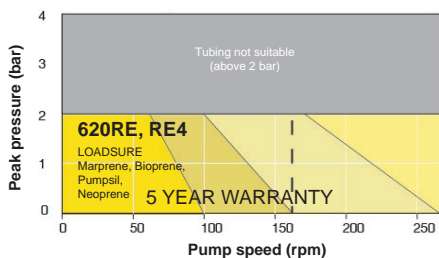 4
3
2
1
0
Peak pressure (bar)
Tubing not suitable
(above 2 bar)
620RE, RE4
LOADSURE
Marprene, Bioprene,
Pumpsil,
Neoprene
5 YEAR WARRANTY
0 50 100 150 200 250
Pump speed (rpm)